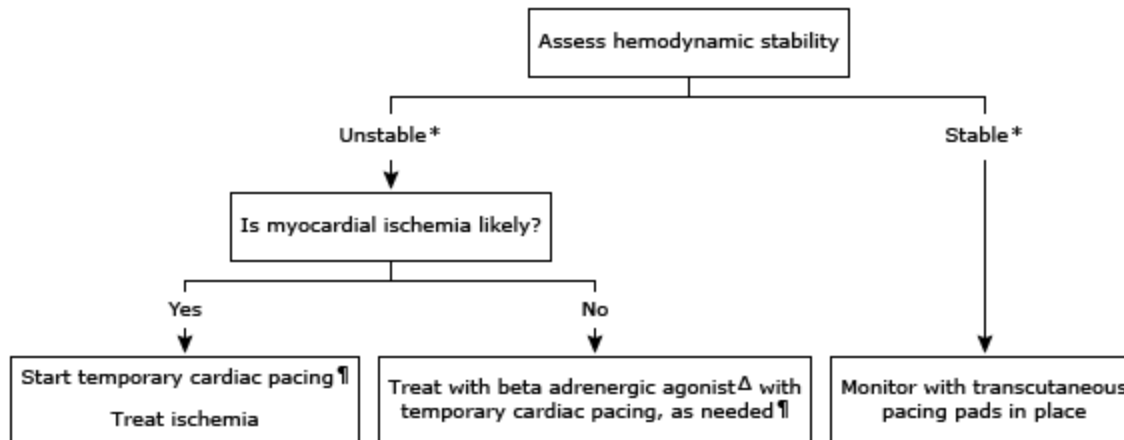 Assess hemodynamic stability
Unstable*
Stable*
Is myocardial ischemia likely?
Yes
No
Start temporary cardiac pacing¶
Treat ischemia
Treat with beta adrenergic agonistΔ with
temporary cardiac pacing, as needed¶
Monitor with transcutaneous
pacing pads in place